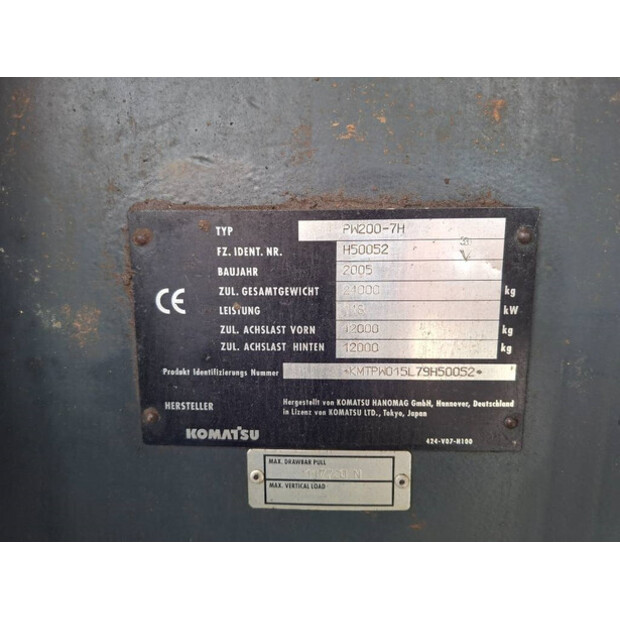 TYP PW200-7H
FZ. IDENT. NR. H50052
BAUJAHR 2005
ZUL. GESAMTGEWICHT 21000 kg
LEISTUNG kW
ZUL. ACHSLAST VORN 12000 kg
ZUL. ACHSLAST HINTEN 12000 kg
Produkt Identifizierungs Nummer *KMTPW015L79H50052*
HERSTELLER Hergestellt von KOMATSU HANOMAG GmbH, Hannover, Deutschland
in Lizenz von KOMATSU LTD., Tokyo, Japan
KOMATSU 424-V07-H100
CE
MAX. DRAWBAR PULL
MAX. VERTICAL LOAD